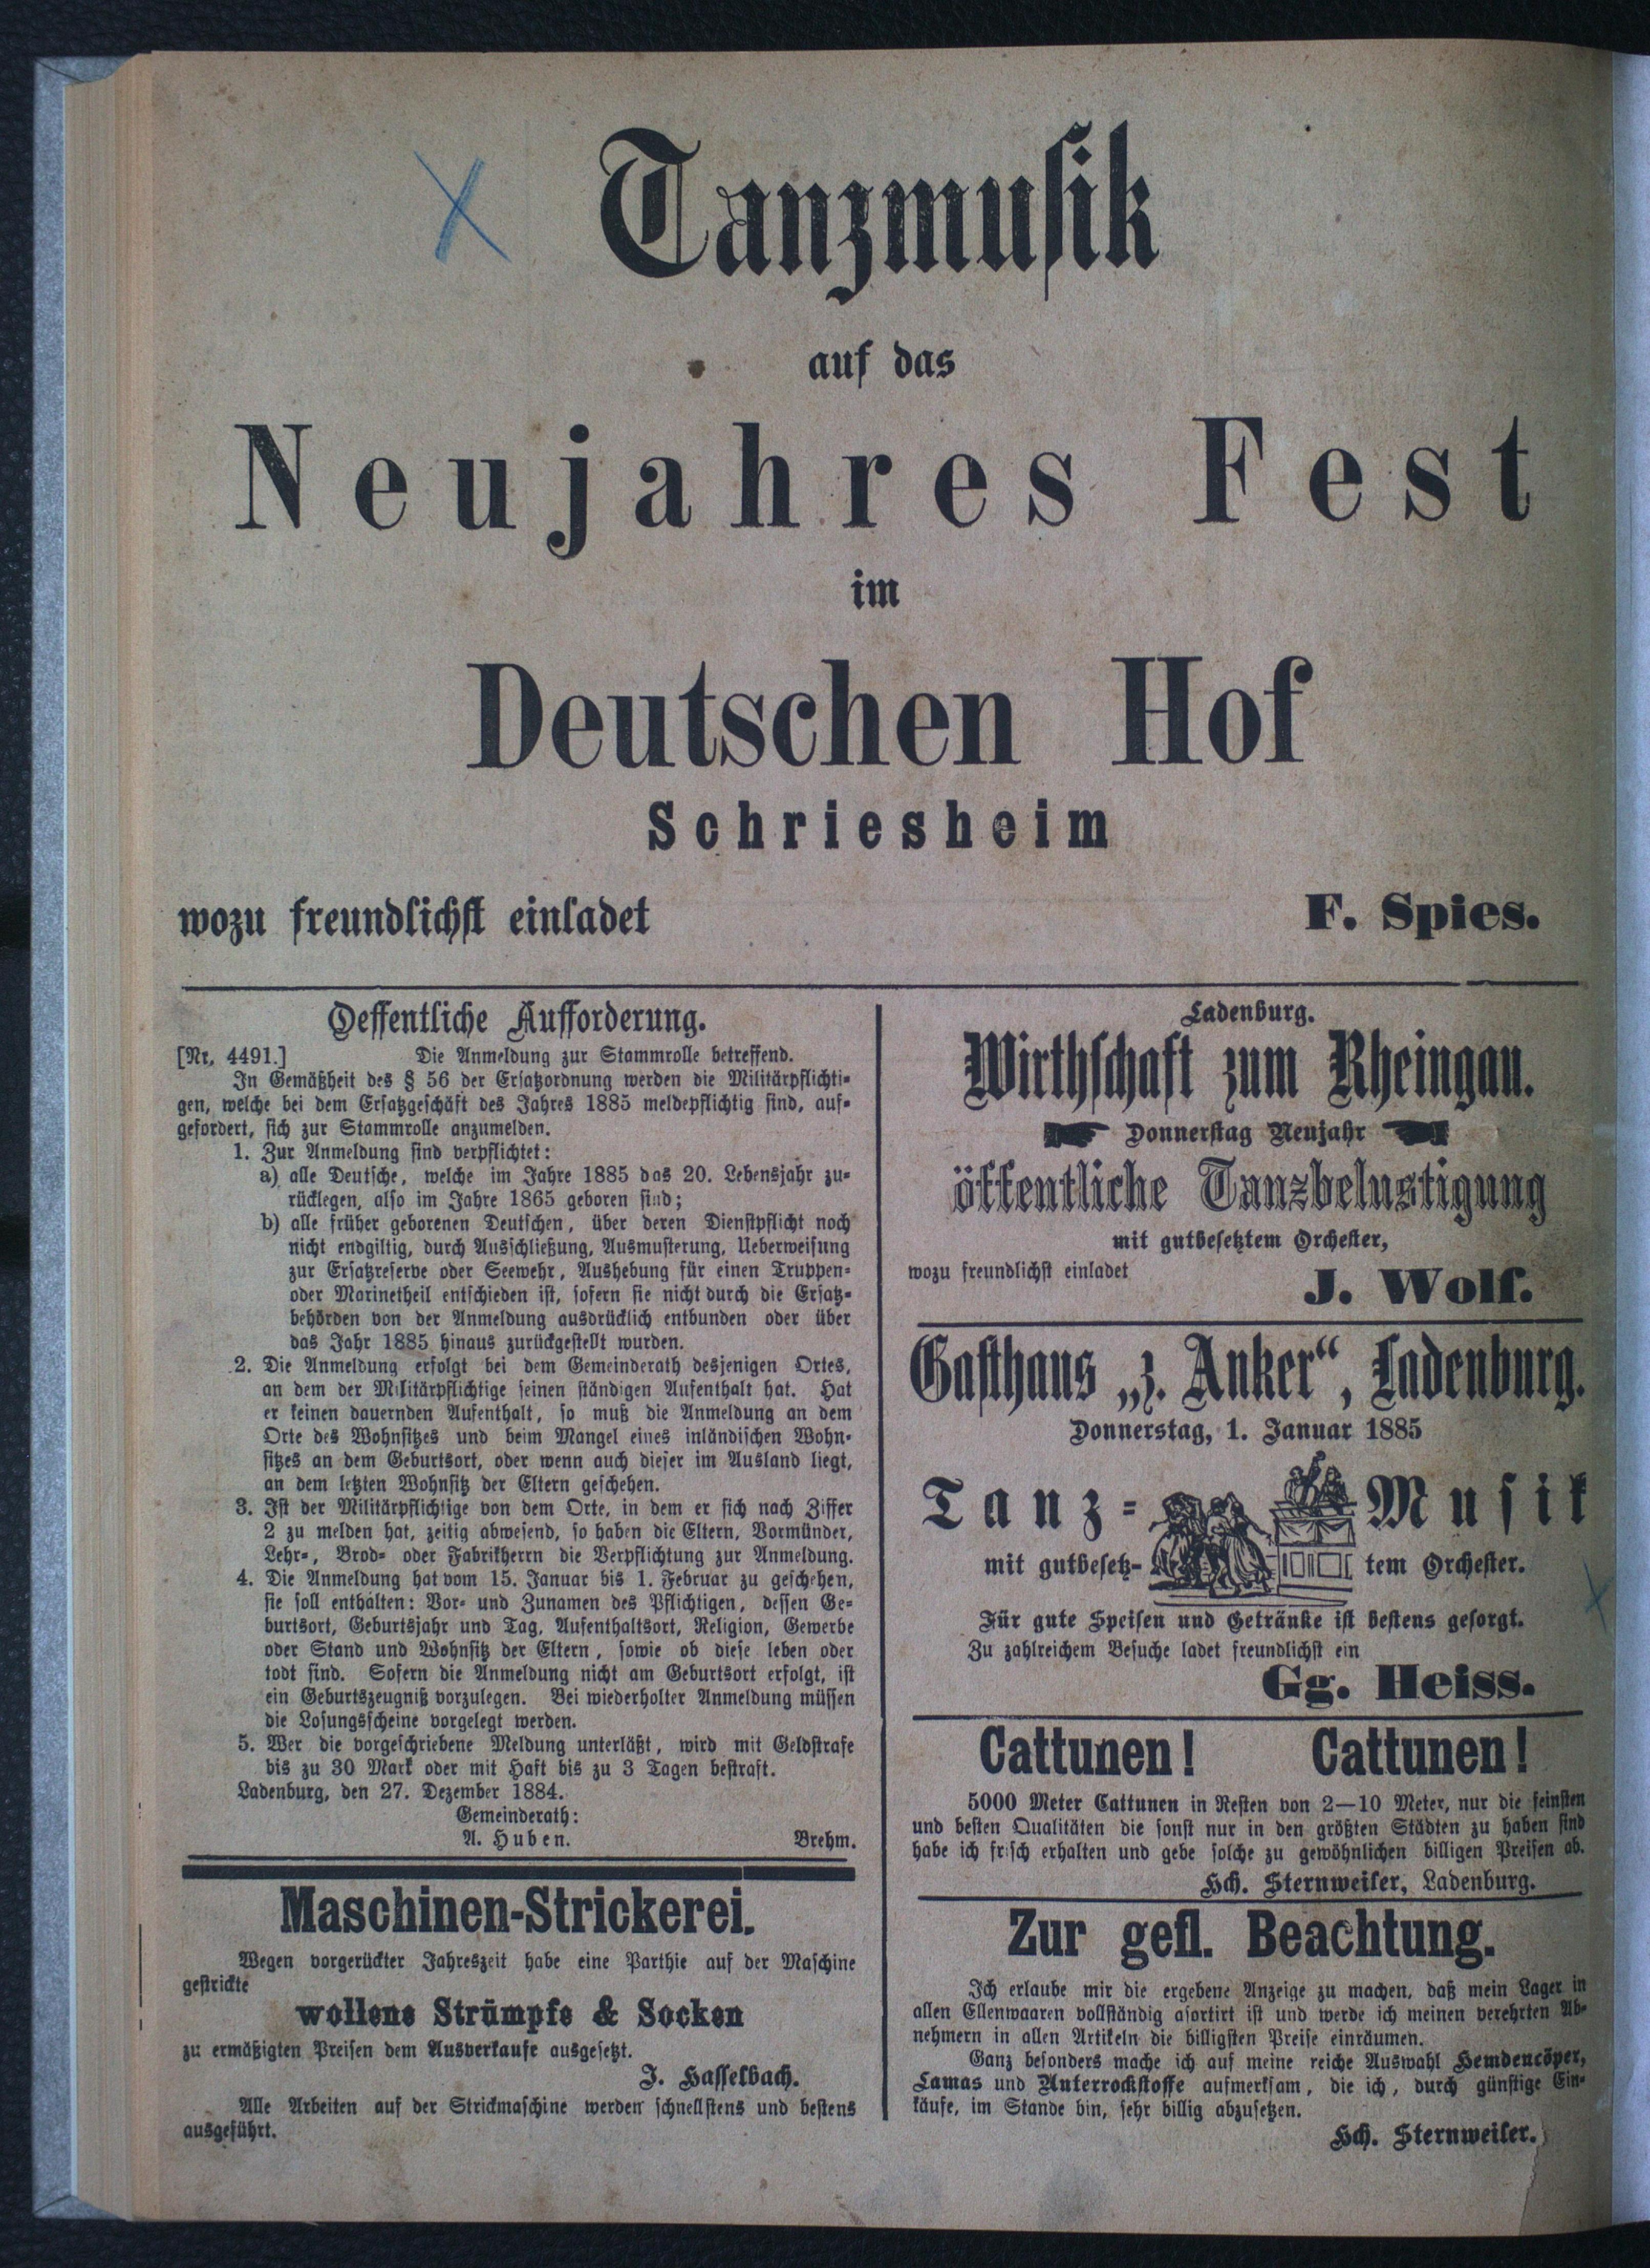 Tanzmusik
auf das
Neujahres Fest
im
Deutschen Hof
Schriesheim
wozu freundlichst einladet F. Spies.
Oeffentliche Aufforderung.
[Nr. 4491.] Die Anmeldung zur Stammrolle betreffend.
In Gemäßheit des § 56 der Ersatzordnung werden die Militärpflichti-
gen, welche bei dem Ersatzgeschäft des Jahres 1885 meldepflichtig sind, auf-
gefordert, sich zur Stammrolle anzumelden.
1. Zur Anmeldung sind verpflichtet:
a) alle Deutsche, welche im Jahre 1885 das 20. Lebensjahr zu-
rücklegen, also im Jahre 1865 geboren sind;
b) alle früher geborenen Deutschen, über deren Dienstpflicht noch
nicht endgiltig, durch Ausschließung, Ausmusterung, Ueberweisung
zur Ersatzreserve oder Seewehr, Aushebung für einen Truppen-
oder Marinetheil entschieden ist, sofern sie nicht durch die Ersatz-
behörden von der Anmeldung ausdrücklich entbunden oder über
das Jahr 1885 hinaus zurückgestellt wurden.
2. Die Anmeldung erfolgt bei dem Gemeinderath desjenigen Ortes,
an dem der Militärpflichtige seinen ständigen Aufenthalt hat. Hat
er keinen dauernden Aufenthalt, so muß die Anmeldung an dem
Orte des Wohnsitzes und beim Mangel eines inländischen Wohn-
sitzes an dem Geburtsort, oder wenn auch dieser im Ausland liegt,
an dem letzten Wohnsitz der Eltern geschehen.
3. Ist der Militärpflichtige von dem Orte, in dem er sich nach Ziffer
2 zu melden hat, zeitig abwesend, so haben die Eltern, Vormünder,
Lehr-, Brod- oder Fabrikherrn die Verpflichtung zur Anmeldung.
4. Die Anmeldung hat vom 15. Januar bis 1. Februar zu geschehen,
sie soll enthalten: Vor- und Zunamen des Pflichtigen, dessen Ge-
burtsort, Geburtsjahr und Tag, Aufenthaltsort, Religion, Gewerbe
oder Stand und Wohnsitz der Eltern, sowie ob diese leben oder
todt sind. Sofern die Anmeldung nicht am Geburtsort erfolgt, ist
ein Geburtszeugniß vorzulegen. Bei wiederholter Anmeldung müssen
die Losungsscheine vorgelegt werden.
5. Wer die vorgeschriebene Meldung unterläßt, wird mit Geldstrafe
bis zu 30 Mark oder mit Haft bis zu 3 Tagen bestraft.
Ladenburg, den 27. Dezember 1884.
Gemeinderath:
A. Huben. Brehm.
Maschinen-Strickerei.
Wegen vorgerückter Jahreszeit habe eine Parthie auf der Maschine
gestrickte
wollene Strümpfe & Socken
zu ermäßigten Preisen dem Ausverkaufe ausgesetzt.
J. Hasselbach.
Alle Arbeiten auf der Strickmaschine werden schnellstens und bestens
ausgeführt.
Ladenburg.
Wirthschaft zum Rheingau.
Donnerstag Neujahr
öffentliche Tanzbelustigung
mit gutbesetztem Orchester,
wozu freundlichst einladet
J. Wolf.
Gasthaus „z. Anker“, Ladenburg.
Donnerstag, 1. Januar 1885
Tanz-Musik
mit gutbesetz-tem Orchester.
Für gute Speisen und Getränke ist bestens gesorgt.
Zu zahlreichem Besuche ladet freundlichst ein
Gg. Heiss.
Cattunen! Cattunen!
5000 Meter Cattunen in Resten von 2—10 Meter, nur die feinsten
und besten Qualitäten die sonst nur in den größten Städten zu haben sind
habe ich frisch erhalten und gebe solche zu gewöhnlichen billigen Preisen ab.
Hch. Sternweiler, Ladenburg.
Zur gefl. Beachtung.
Ich erlaube mir die ergebene Anzeige zu machen, daß mein Lager in
allen Ellenwaaren vollständig asortirt ist und werde ich meinen verehrten Ab-
nehmern in allen Artikeln die billigsten Preise einräumen.
Ganz besonders mache ich auf meine reiche Auswahl Hemdencöper,
Lamas und Unterrockstoffe aufmerksam, die ich, durch günstige Ein-
käufe, im Stande bin, sehr billig abzusetzen.
Hch. Sternweiler.